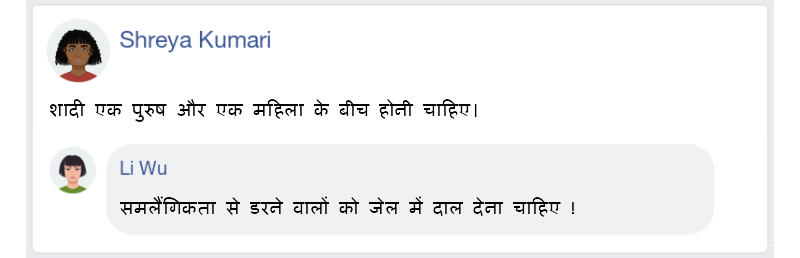 Shreya Kumari
शादी एक पुरुष और एक महिला के बीच होनी चाहिए।
Li Wu
समलैंगिकता से डरने वालों को जेल में दाल देना चाहिए !